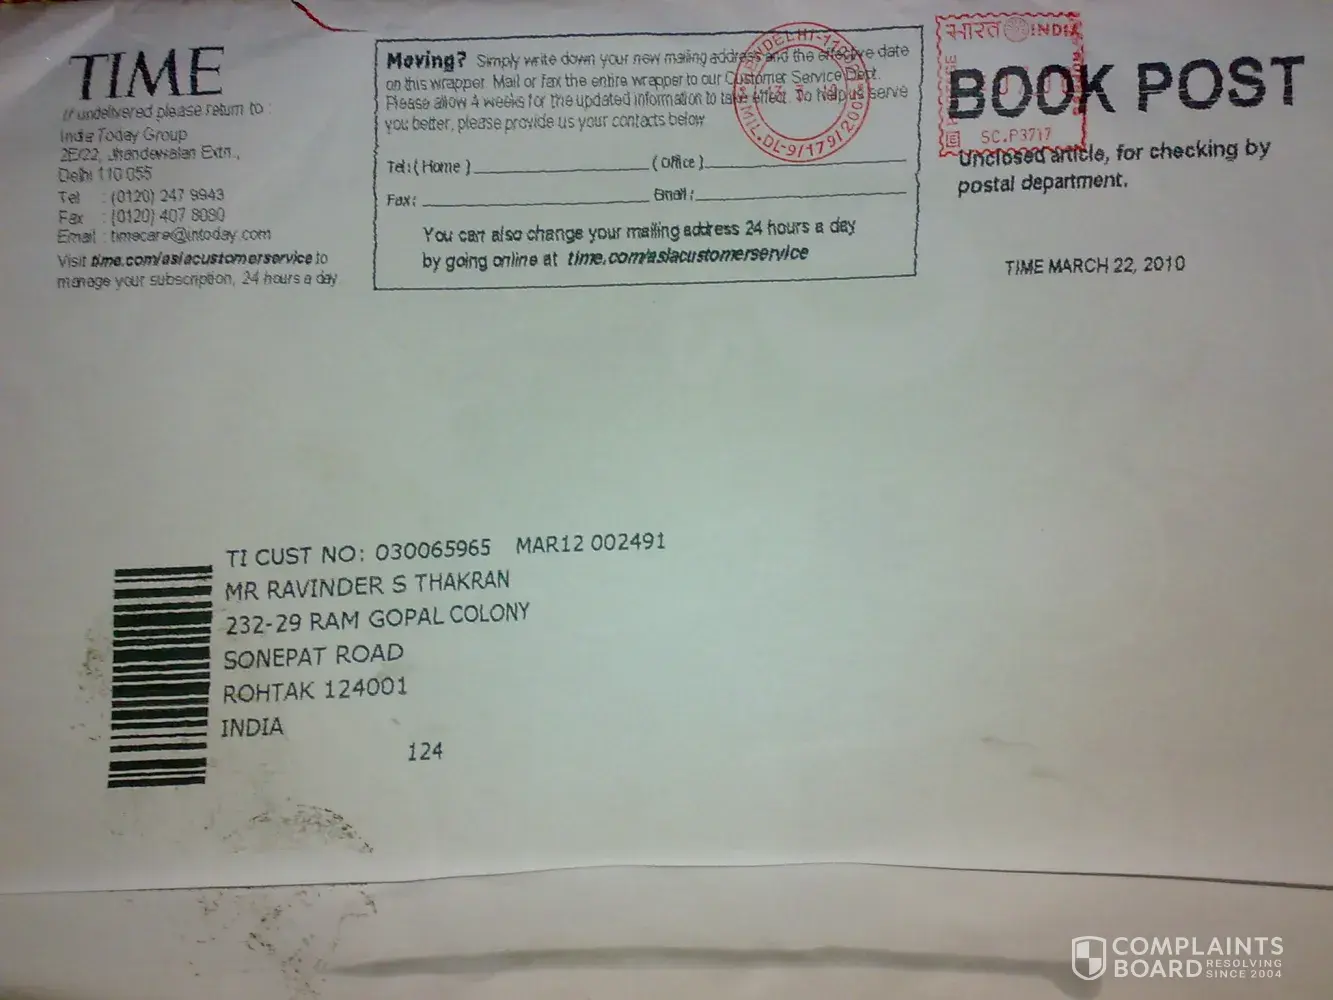 TIME
If undelivered please return to :
India Today Group
2E/22, Jhandewalan Extn.,
Delhi 110 055
Tel : (0120) 247 9943
Fax : (0120) 407 8080
Email : timecare@intoday.com
Visit time.com/asiacustomerservice to
manage your subscription, 24 hours a day
Moving? Simply write down your new mailing address and the effective date
on this wrapper. Mail or fax the entire wrapper to our Customer Service Dept.
Please allow 4 weeks for the updated information to take effect. To help us serve
you better, please provide us your contacts below
Tel: ( Home ) ( Office )
Fax: Email :
You can also change your mailing address 24 hours a day
by going online at time.com/asiacustomerservice
भारत INDIA
SC.P3717
BOOK POST
Unclosed article, for checking by
postal department.
TIME MARCH 22, 2010
TI CUST NO: 030065965 MAR12 002491
MR RAVINDER S THAKRAN
232-29 RAM GOPAL COLONY
SONEPAT ROAD
ROHTAK 124001
INDIA
124
COMPLAINTS
BOARD RESOLVING
SINCE 2004